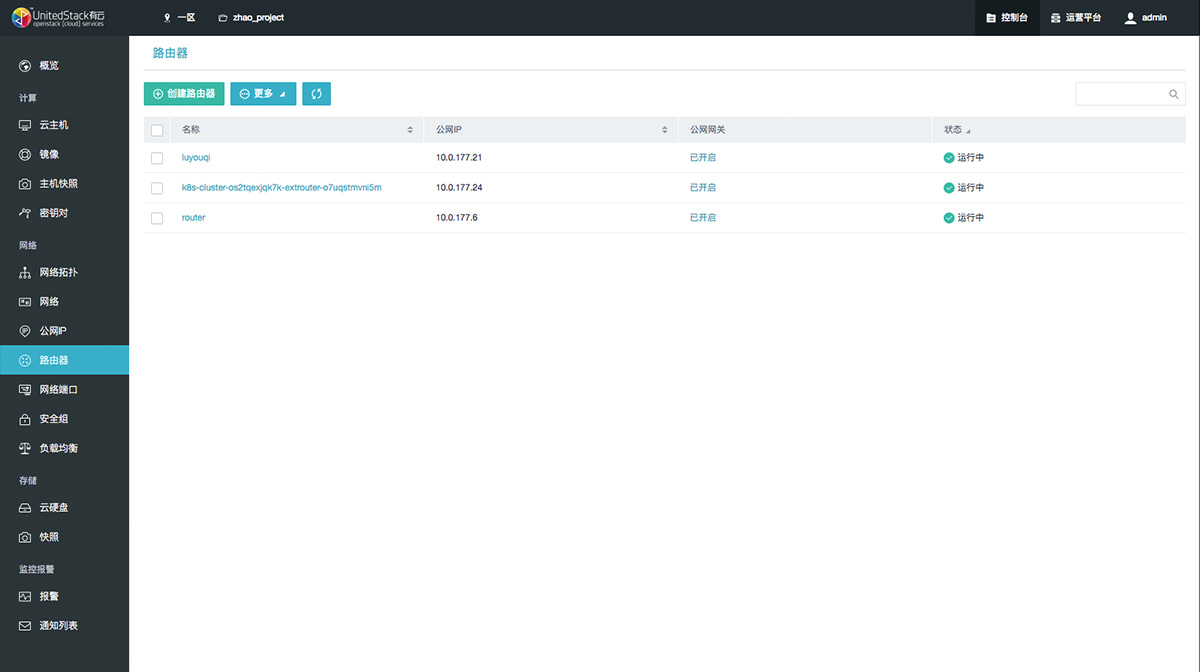 UnitedStack有云
openstack [cloud] services
一区
zhao_project
控制台
运营平台
admin
概览
计算
云主机
镜像
主机快照
密钥对
网络
网络拓扑
网络
公网IP
路由器
网络端口
安全组
负载均衡
存储
云硬盘
快照
监控报警
报警
通知列表
路由器
创建路由器
更多
名称 公网IP 公网网关 状态
luyouqi 10.0.177.21 已开启 运行中
k8s-cluster-os2tqexjqk7k-extrouter-o7uqstmvni5m 10.0.177.24 已开启 运行中
router 10.0.177.6 已开启 运行中